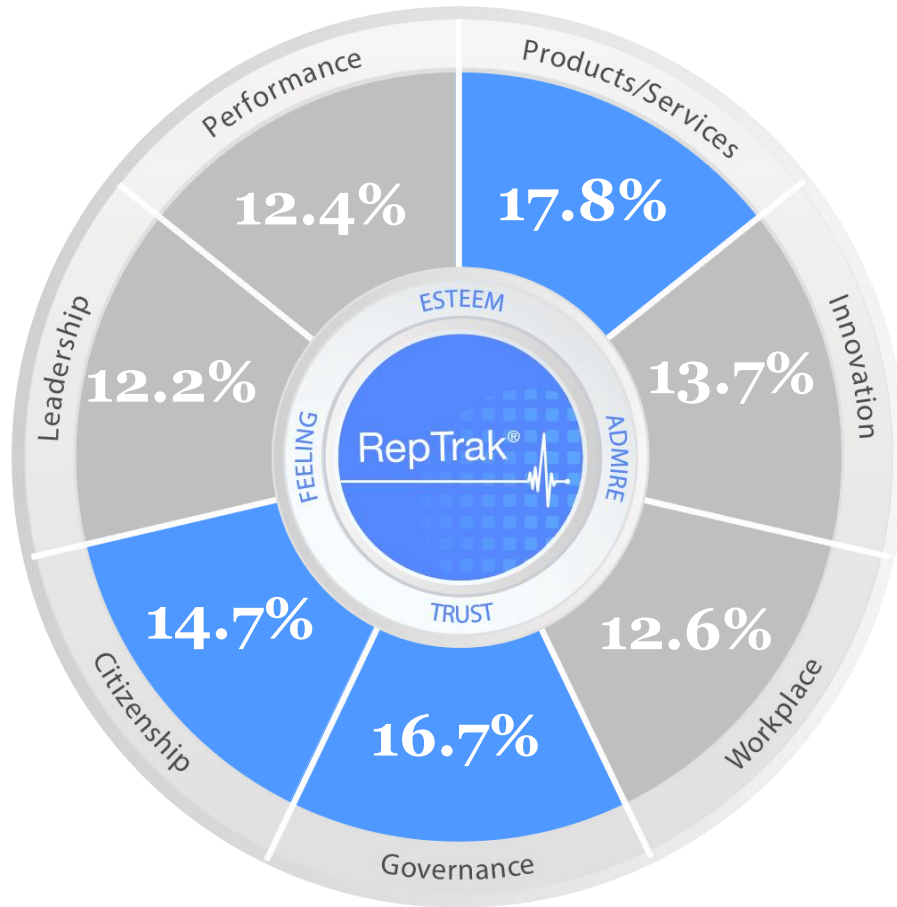 Performance
Products/Services
12.4%
17.8%
Leadership
Innovation
12.2%
13.7%
ESTEEM
FEELING
ADMIRE
RepTrak®
TRUST
14.7%
12.6%
16.7%
Citizenship
Workplace
Governance